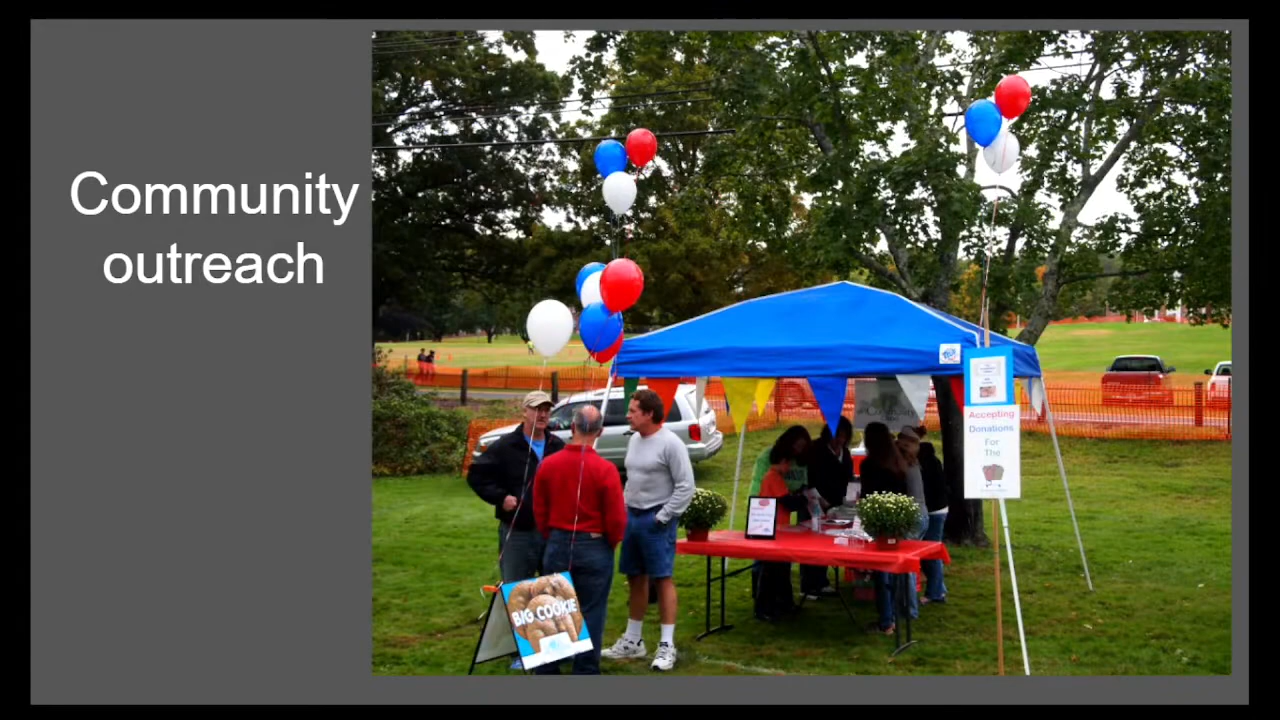 Community
outreach
Accepting
Donations
For
The
BIG COOKIE